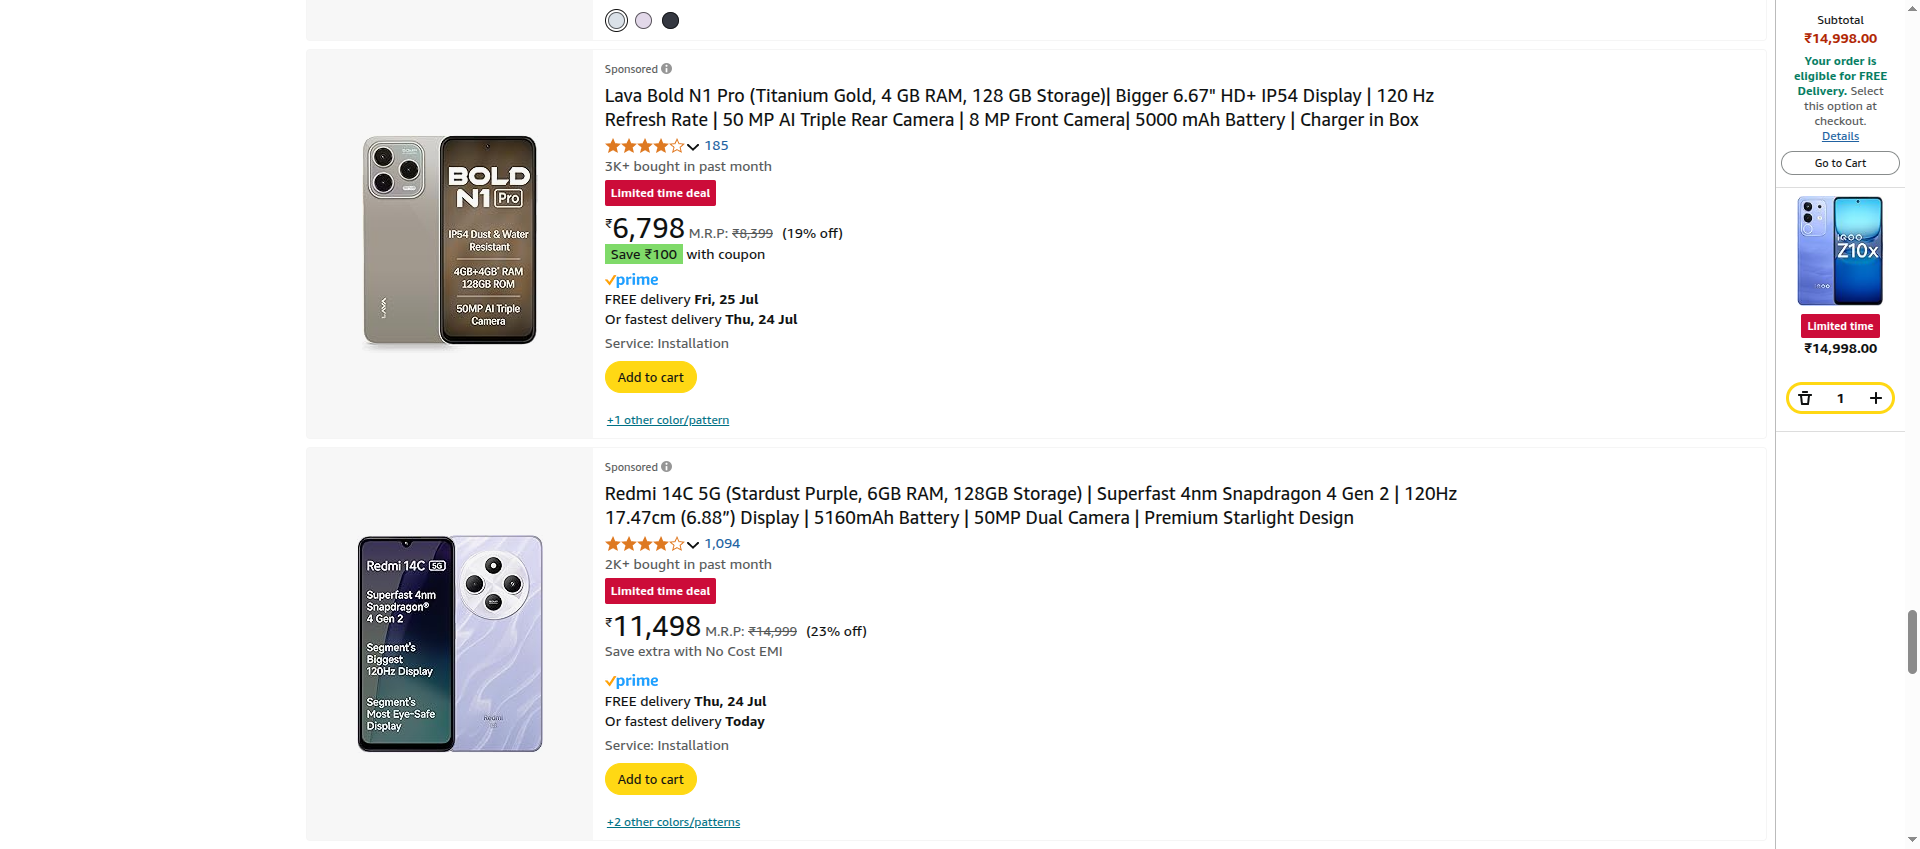 Sponsored
Lava Bold N1 Pro (Titanium Gold, 4 GB RAM, 128 GB Storage)| Bigger 6.67" HD+ IP54 Display | 120 Hz
Refresh Rate | 50 MP AI Triple Rear Camera | 8 MP Front Camera| 5000 mAh Battery | Charger in Box
185
3K+ bought in past month
Limited time deal
₹6,798 M.R.P: ₹8,399 (19% off)
Save ₹100 with coupon
prime
FREE delivery Fri, 25 Jul
Or fastest delivery Thu, 24 Jul
Service: Installation
Add to cart
+1 other color/pattern
BOLD
N1 Pro
IP54 Dust & Water
Resistant
4GB+4GB* RAM
128GB ROM
50MP AI Triple
Camera
LAVA
Sponsored
Redmi 14C 5G (Stardust Purple, 6GB RAM, 128GB Storage) | Superfast 4nm Snapdragon 4 Gen 2 | 120Hz
17.47cm (6.88”) Display | 5160mAh Battery | 50MP Dual Camera | Premium Starlight Design
1,094
2K+ bought in past month
Limited time deal
₹11,498 M.R.P: ₹14,999 (23% off)
Save extra with No Cost EMI
prime
FREE delivery Thu, 24 Jul
Or fastest delivery Today
Service: Installation
Add to cart
+2 other colors/patterns
Redmi 14C 5G
Superfast 4nm
Snapdragon®
4 Gen 2
Segment's
Biggest
120Hz Display
Segment's
Most Eye-Safe
Display
Redmi
Subtotal
₹14,998.00
Your order is
eligible for FREE
Delivery. Select
this option at
checkout.
Details
Go to Cart
iQOO
Z10x
iQOO
Limited time
₹14,998.00
1